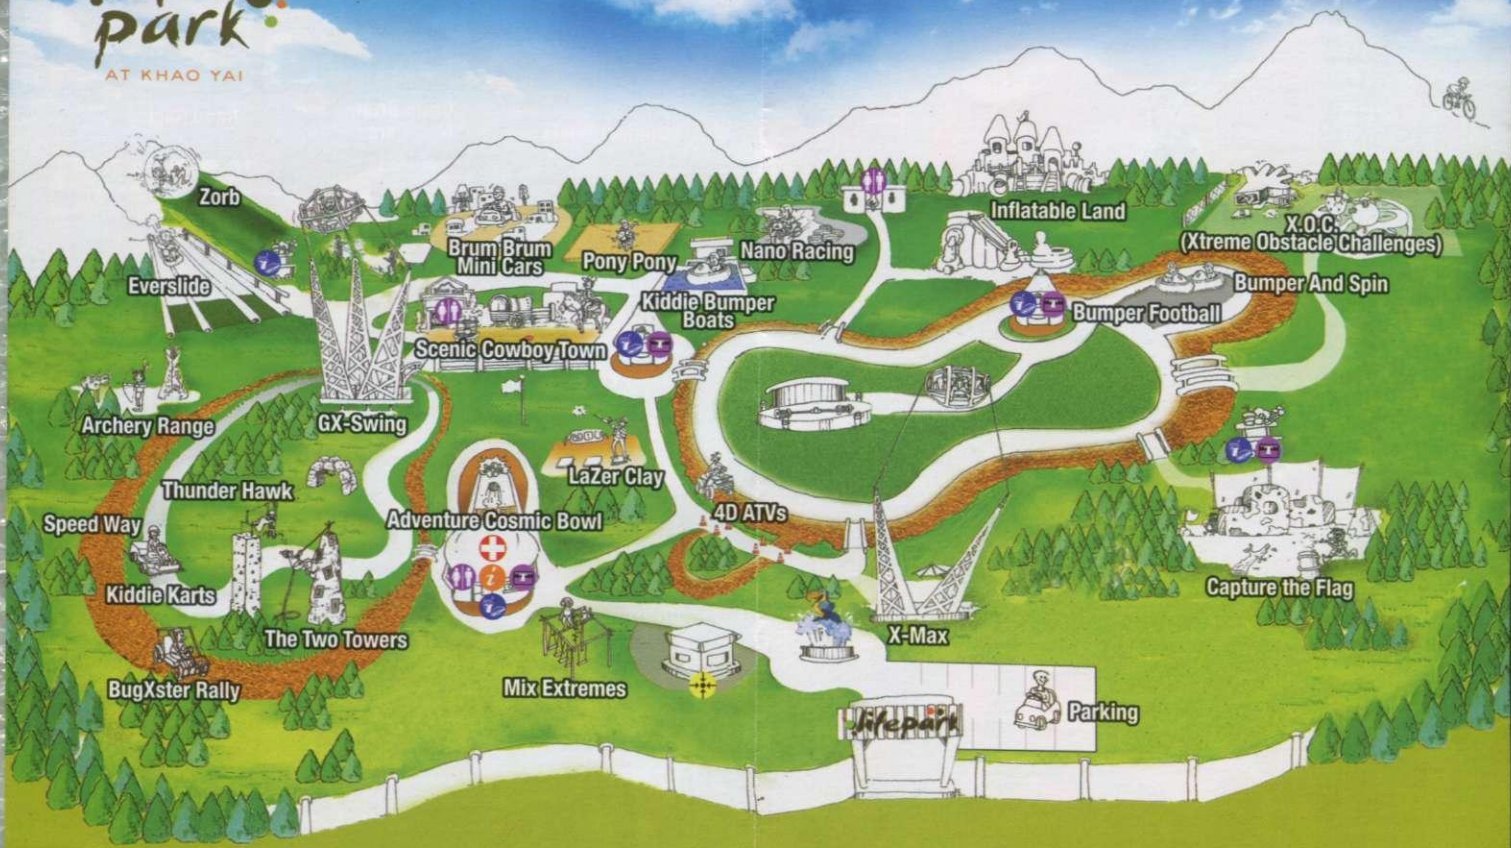 park
AT KHAO YAI
Zorb
Everslide
Brum Brum
Mini Cars
Pony Pony
Nano Racing
Inflatable Land
X.O.C.
(Xtreme Obstacle Challenges)
Kiddie Bumper
Boats
Bumper And Spin
Bumper Football
Scenic Cowboy Town
Archery Range
GX-Swing
LaZer Clay
Thunder Hawk
Speed Way
Adventure Cosmic Bowl
4D ATVs
Kiddie Karts
The Two Towers
BugXster Rally
Mix Extremes
X-Max
Capture the Flag
lifepark
Parking